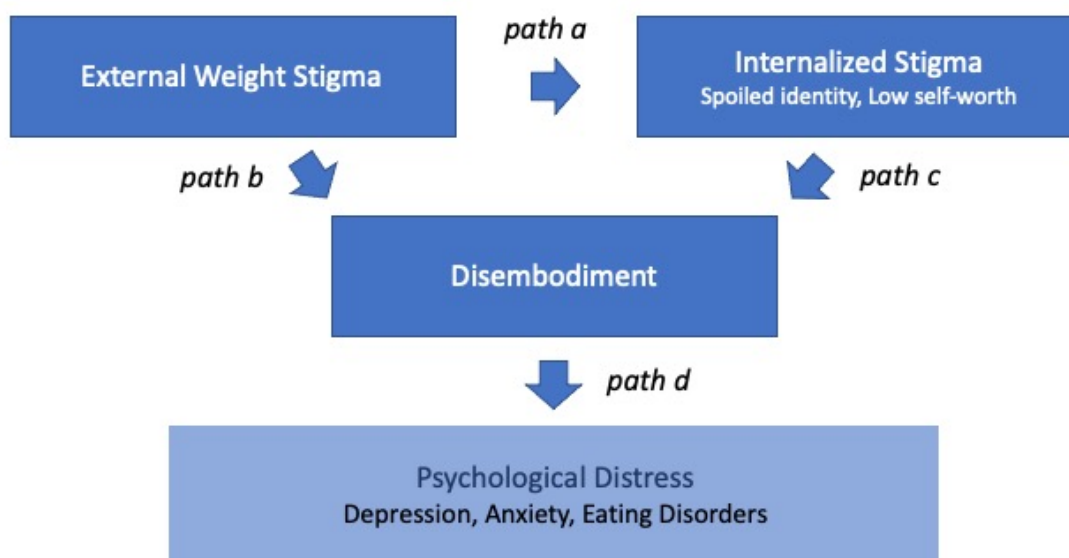 path a
External Weight Stigma
Internalized Stigma
Spoiled identity, Low self-worth
path b
path c
Disembodiment
path d
Psychological Distress
Depression, Anxiety, Eating Disorders